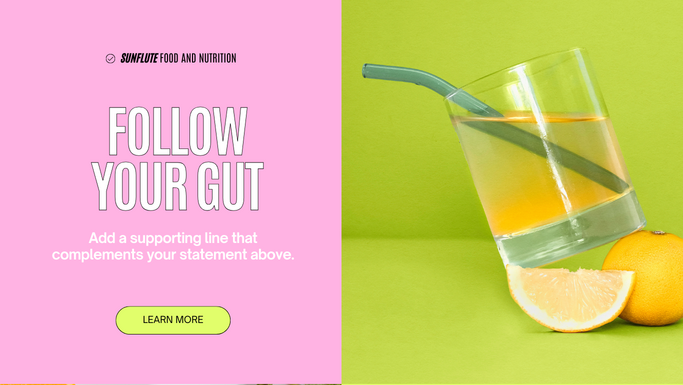 SUNFLUTE FOOD AND NUTRITION
FOLLOW
YOUR GUT
Add a supporting line that
complements your statement above.
LEARN MORE